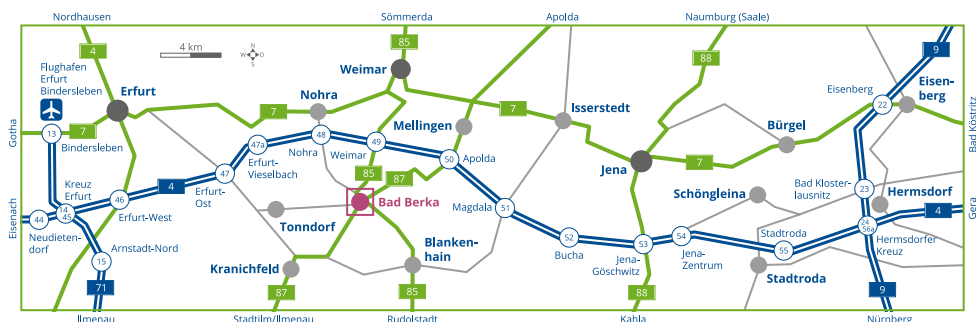 Nordhausen
Sömmerda
Apolda
Naumburg (Saale)
4
85
88
9
4 km
N
W
O
S
Flughafen
Erfurt
Bindersleben
Weimar
Erfurt
Nohra
7
Isserstedt
Mellingen
Eisenberg
22
Eisen-
berg
Bürgel
Gotha
13
7
Bindersleben
7
47a
48
Nohra
49
Weimar
50
Apolda
Jena
7
Bad Köstritz
Erfurt-
Vieselbach
47
Erfurt-
Ost
4
85
87
Schöngleina
Bad Kloster-
lausnitz
23
Hermsdorf
Kreuz
Erfurt
14
45
46
Erfurt-West
Bad Berka
Magdala
51
Tonndorf
4
Gera
Eisenach
44
Neudieten-
dorf
Arnstadt-Nord
15
52
Bucha
53
Jena-
Göschwitz
54
Jena-
Zentrum
Stadtroda
55
24
56a
Hermsdorfer
Kreuz
Kranichfeld
Blanken-
hain
Stadtroda
71
87
85
88
9
Ilmenau
Stadtilm/Ilmenau
Rudolstadt
Kahla
Nürnberg